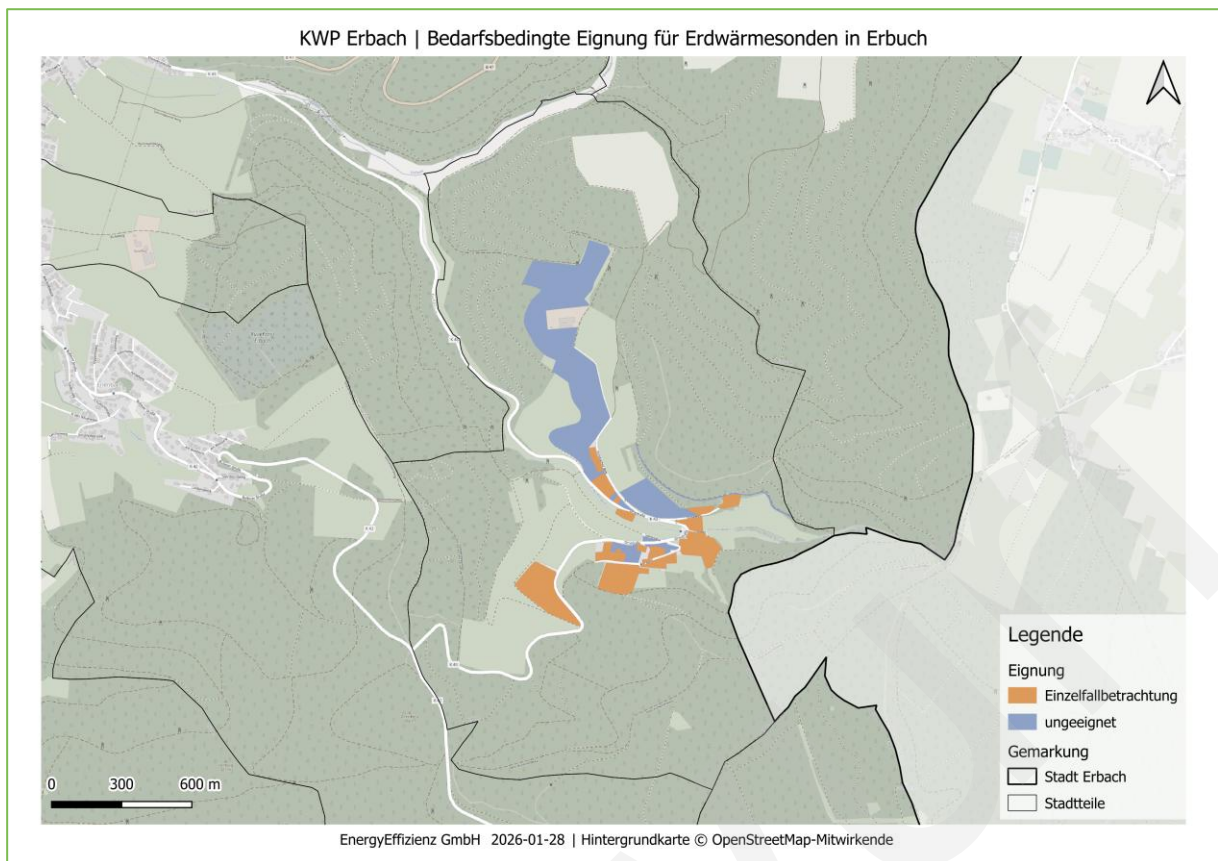 KWP Erbach | Bedarfsbedingte Eignung für Erdwärmesonden in Erbuch
Legende
Eignung
Einzelfallbetrachtung
ungeeignet
Gemarkung
Stadt Erbach
Stadtteile
0 300 600 m
EnergyEffizienz GmbH 2026-01-28 | Hintergrundkarte © OpenStreetMap-Mitwirkende